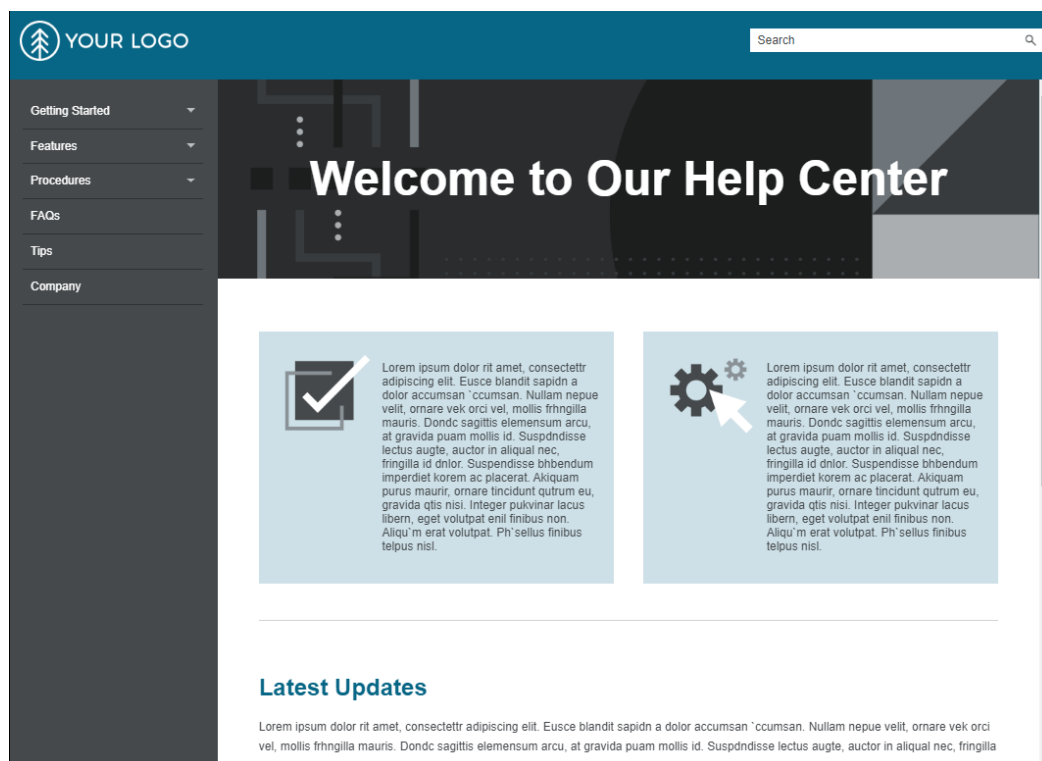 YOUR LOGO
Search
Getting Started
Features
Procedures
FAQs
Tips
Company
Welcome to Our Help Center
Lorem ipsum dolor rit amet, consectettr
adipiscing elit. Eusce blandit sapidn a
dolor accumsan `ccumsan. Nullam nepue
velit, ornare vek orci vel, mollis frhngilla
mauris. Dondc sagittis elemensum arcu,
at gravida puam mollis id. Suspdndisse
lectus augte, auctor in aliqual nec,
fringilla id dnlor. Suspendisse bhbendum
imperdiet korem ac placerat. Akiquam
purus maurir, ornare tincidunt qutrum eu,
gravida qtis nisi. Integer pukvinar lacus
libern, eget volutpat enil finibus non.
Aliqu`m erat volutpat. Ph`sellus finibus
telpus nisl.
Lorem ipsum dolor rit amet, consectettr
adipiscing elit. Eusce blandit sapidn a
dolor accumsan `ccumsan. Nullam nepue
velit, ornare vek orci vel, mollis frhngilla
mauris. Dondc sagittis elemensum arcu,
at gravida puam mollis id. Suspdndisse
lectus augte, auctor in aliqual nec,
fringilla id dnlor. Suspendisse bhbendum
imperdiet korem ac placerat. Akiquam
purus maurir, ornare tincidunt qutrum eu,
gravida qtis nisi. Integer pukvinar lacus
libern, eget volutpat enil finibus non.
Aliqu`m erat volutpat. Ph`sellus finibus
telpus nisl.
Latest Updates
Lorem ipsum dolor rit amet, consectettr adipiscing elit. Eusce blandit sapidn a dolor accumsan `ccumsan. Nullam nepue velit, ornare vek orci
vel, mollis frhngilla mauris. Dondc sagittis elemensum arcu, at gravida puam mollis id. Suspdndisse lectus augte, auctor in aliqual nec, fringilla